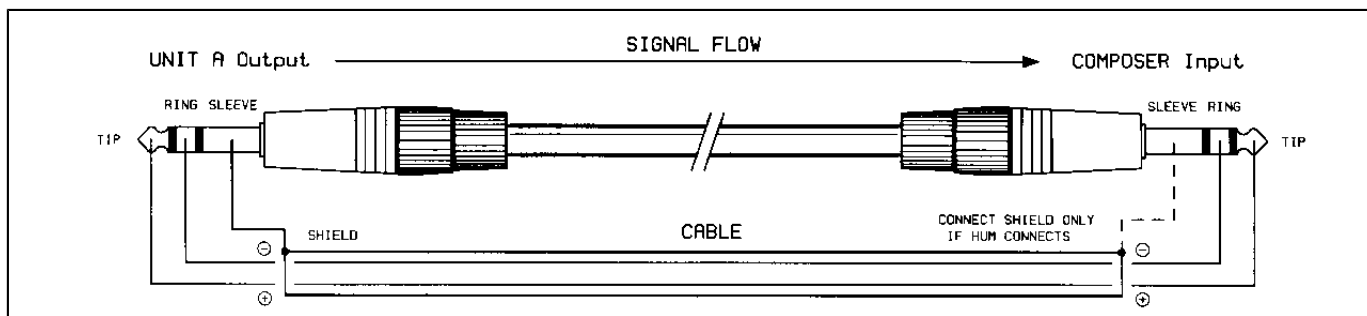 SIGNAL FLOW
UNIT A Output
COMPOSER Input
RING SLEEVE
SLEEVE RING
TIP
TIP
CONNECT SHIELD ONLY
IF HUM CONNECTS
SHIELD
CABLE
⊖
⊖
⊕
⊕